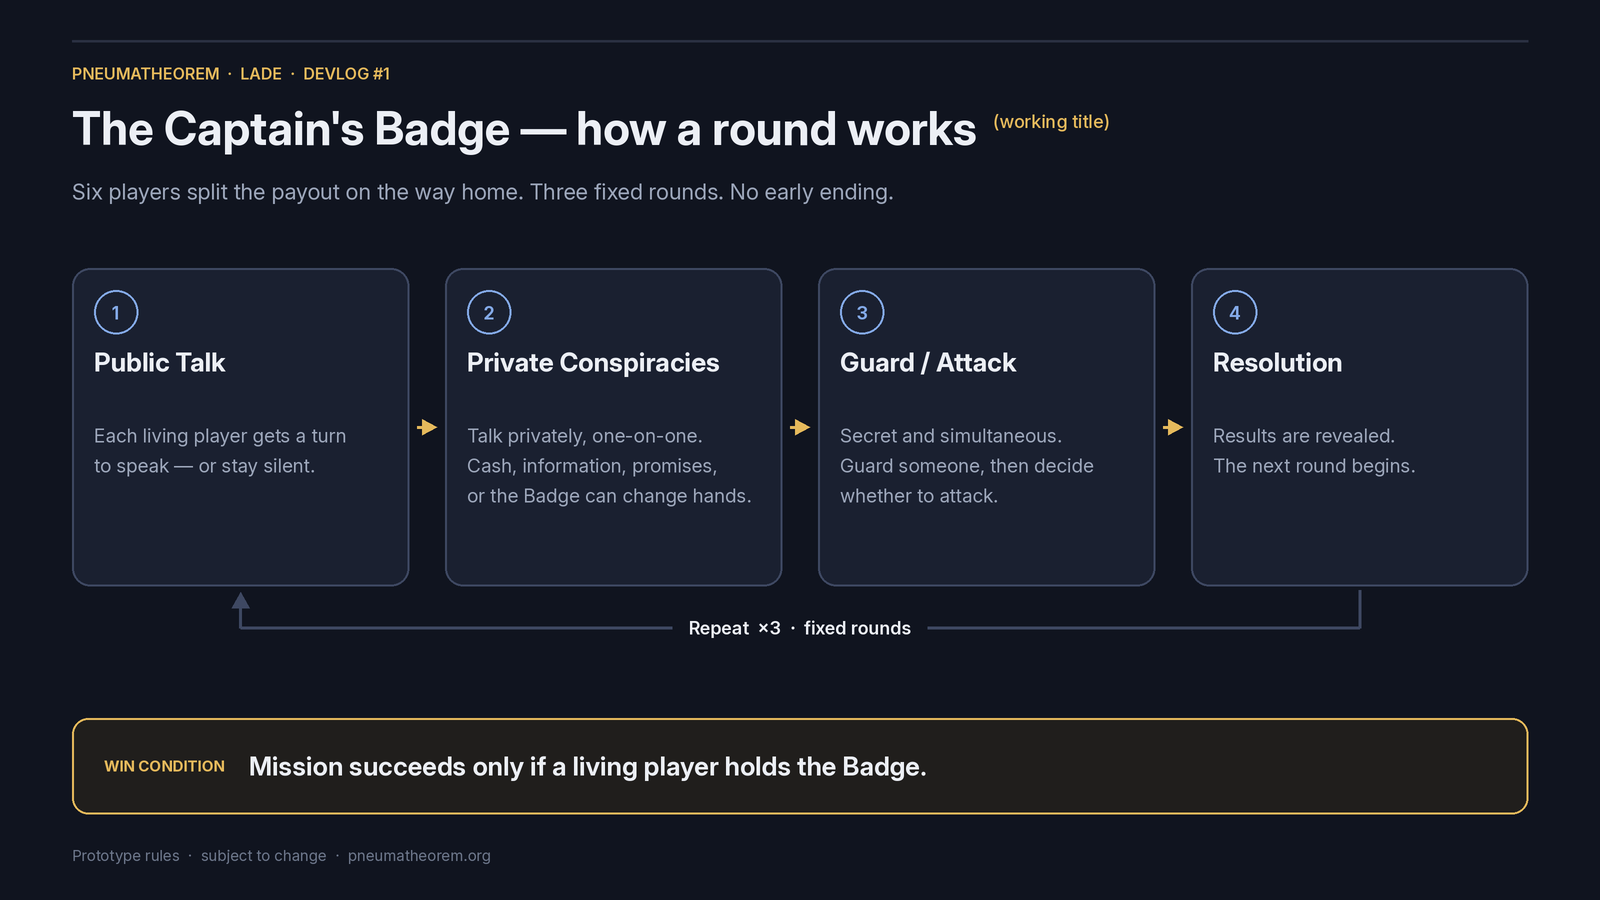 PNEUMATHEOREM · LADE · DEVLOG #1
The Captain's Badge — how a round works (working title)
Six players split the payout on the way home. Three fixed rounds. No early ending.
1
Public Talk
Each living player gets a turn
to speak — or stay silent.
2
Private Conspiracies
Talk privately, one-on-one.
Cash, information, promises,
or the Badge can change hands.
3
Guard / Attack
Secret and simultaneous.
Guard someone, then decide
whether to attack.
4
Resolution
Results are revealed.
The next round begins.
Repeat ×3 · fixed rounds
WIN CONDITION Mission succeeds only if a living player holds the Badge.
Prototype rules · subject to change · pneumatheorem.org